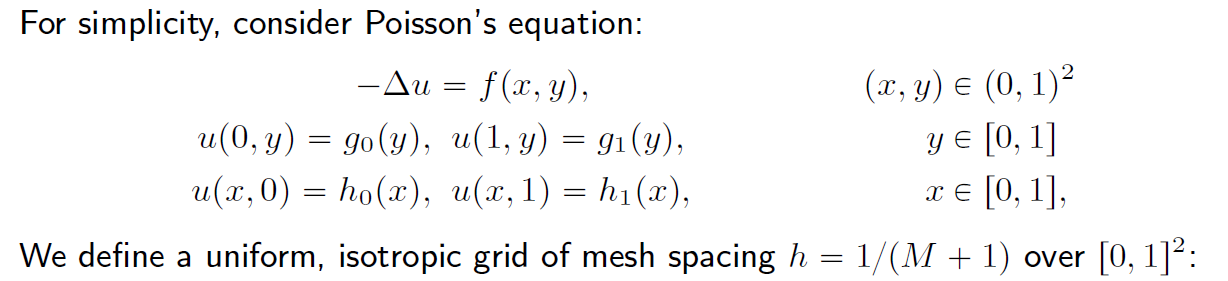 For simplicity, consider Poisson's equation:
−Δu = f(x, y), (x, y) ∈ (0, 1)²
u(0, y) = g₀(y), u(1, y) = g₁(y), y ∈ [0, 1]
u(x, 0) = h₀(x), u(x, 1) = h₁(x), x ∈ [0, 1],
We define a uniform, isotropic grid of mesh spacing h = 1/(M + 1) over [0, 1]²: